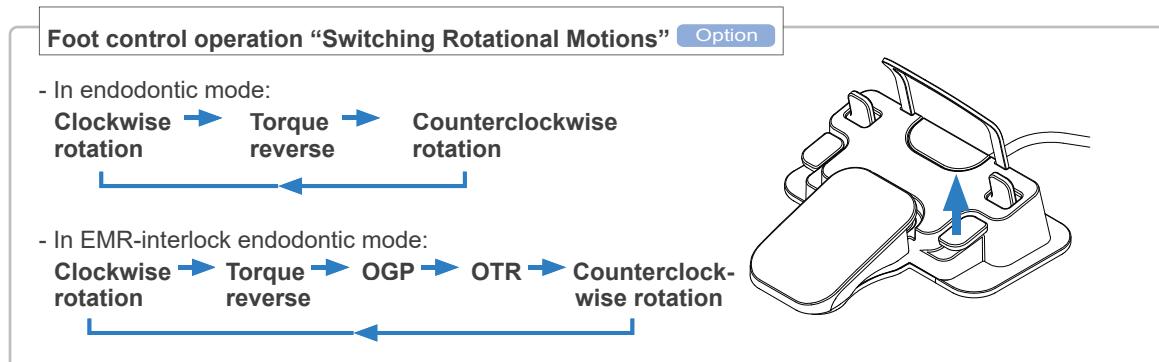 Foot control operation “Switching Rotational Motions” Option
- In endodontic mode:
Clockwise Torque Counterclockwise
rotation reverse rotation
- In EMR-interlock endodontic mode:
Clockwise Torque OGP OTR Counterclock-
rotation reverse wise rotation